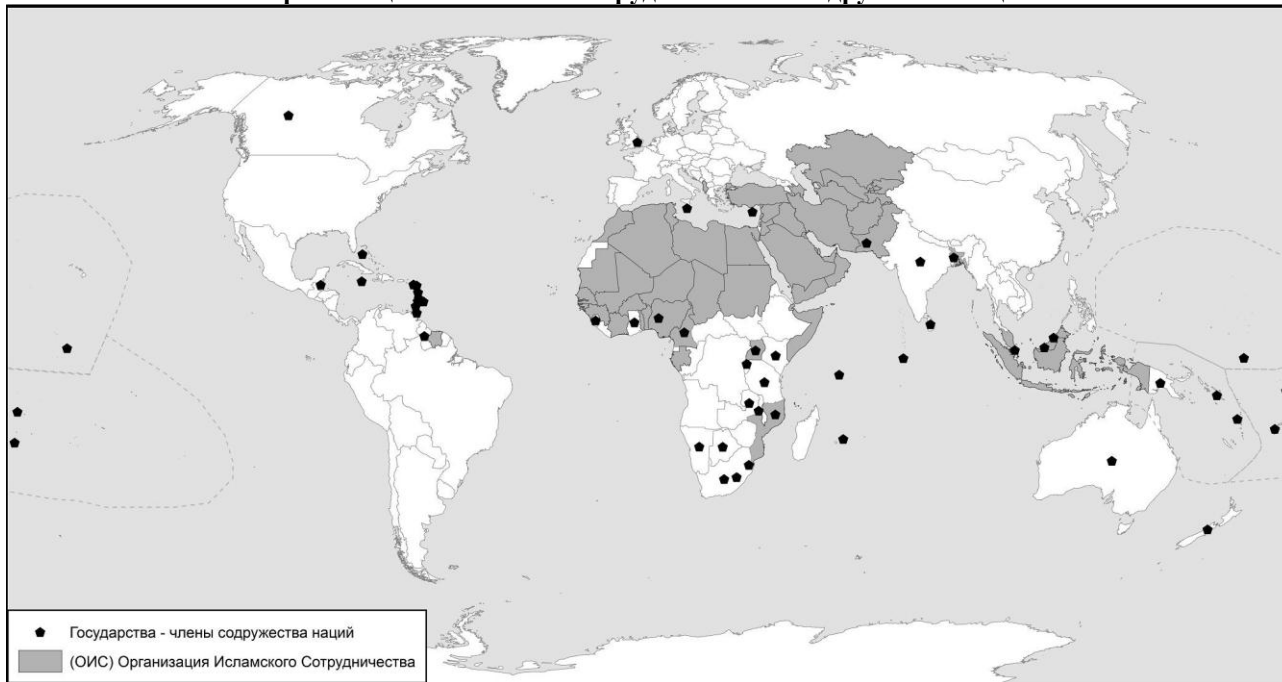 Государства - члены содружества наций
(ОИС) Организация Исламского Сотрудничества